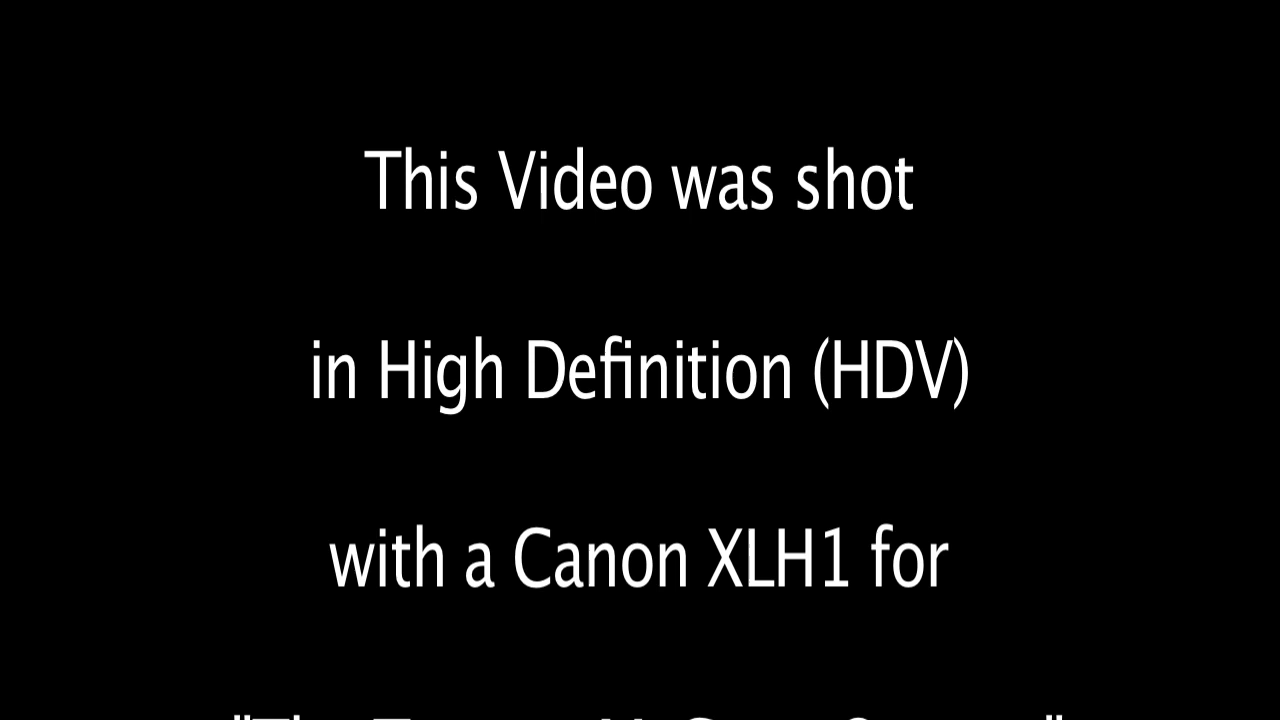 This Video was shot
in High Definition (HDV)
with a Canon XLH1 for